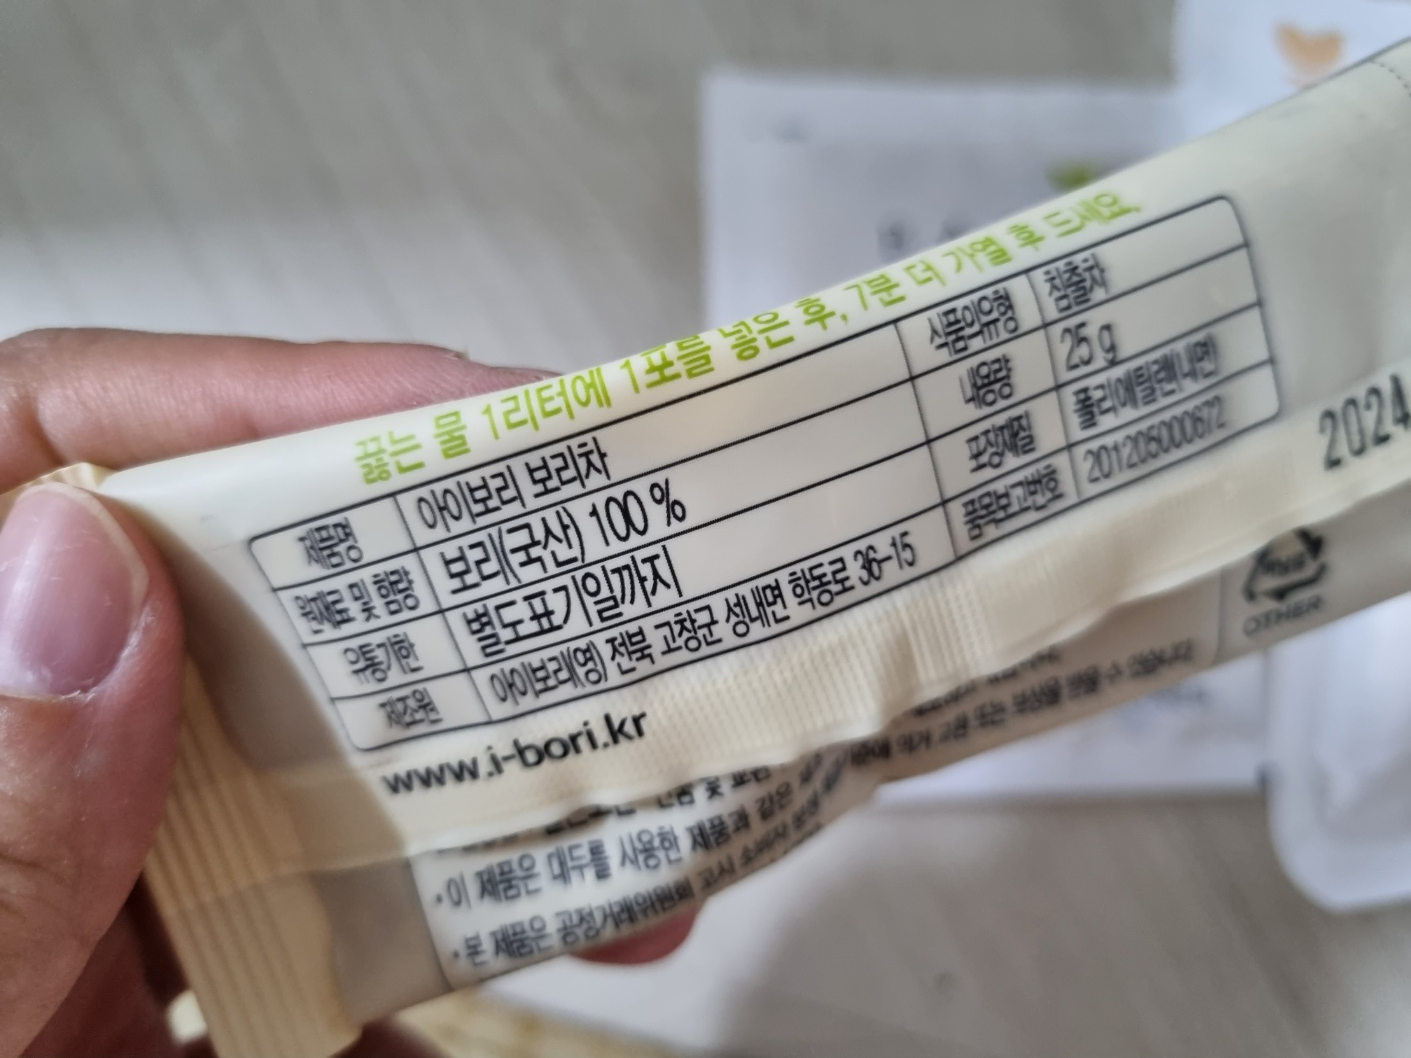 끓는 물 1리터에 1포를 넣은 후, 7분 더 가열 후 드세요.
제품명 아이보리 보리차 식품의유형 침출차
원재료 및 함량 보리(국산) 100 % 내용량 25 g
유통기한 별도표기일까지 포장재질 폴리에틸렌(내면)
제조원 아이보리(영) 전북 고창군 성내면 학동로 36-15 품목보고번호 201205000672
www.i-bori.kr
2024
OTHER
·이 제품은 대두를 사용한 제품과 같은
·본 제품은 공정거래위원회 고시 소비자